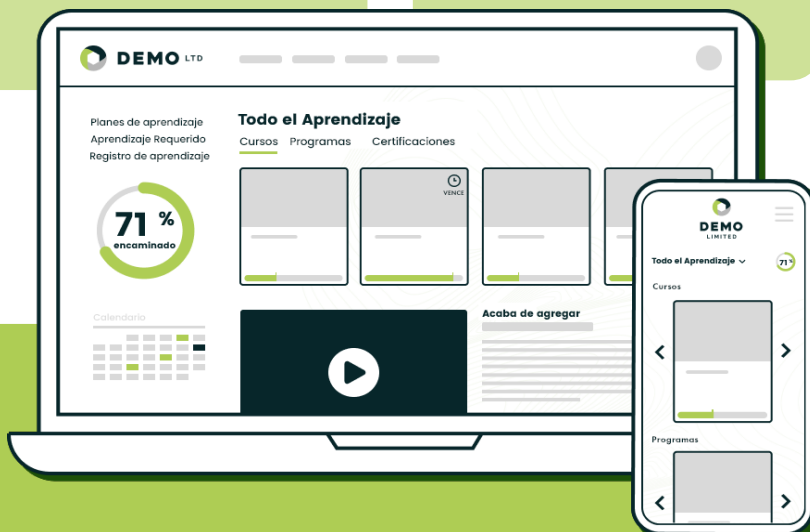 DEMO LTD
Planes de aprendizaje
Aprendizaje Requerido
Registro de aprendizaje
71 %
encaminado
Calendario
Todo el Aprendizaje
Cursos Programas Certificaciones
VENCE
Acaba de agregar
DEMO
LIMITED
Todo el Aprendizaje
71 %
Cursos
Programas